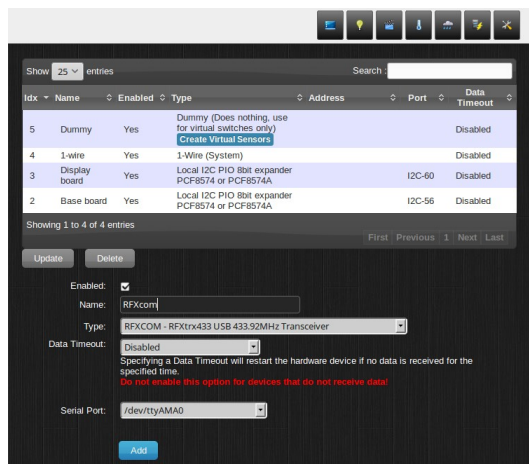 Show 25 entries Search :
Idx Name Enabled Type Address Port Data Timeout
5 Dummy Yes Dummy (Does nothing, use for virtual switches only) Create Virtual Sensors Disabled
4 1-wire Yes 1-Wire (System) Disabled
3 Display board Yes Local I2C PIO 8bit expander PCF8574 or PCF8574A I2C-60 Disabled
2 Base board Yes Local I2C PIO 8bit expander PCF8574 or PCF8574A I2C-56 Disabled
Showing 1 to 4 of 4 entries
First Previous 1 Next Last
Update Delete
Enabled:
Name: RFXcom
Type: RFXCOM - RFXtrx433 USB 433.92MHz Transceiver
Data Timeout: Disabled
Specifying a Data Timeout will restart the hardware device if no data is received for the
specified time.
Do not enable this option for devices that do not receive data!
Serial Port: /dev/ttyAMA0
Add